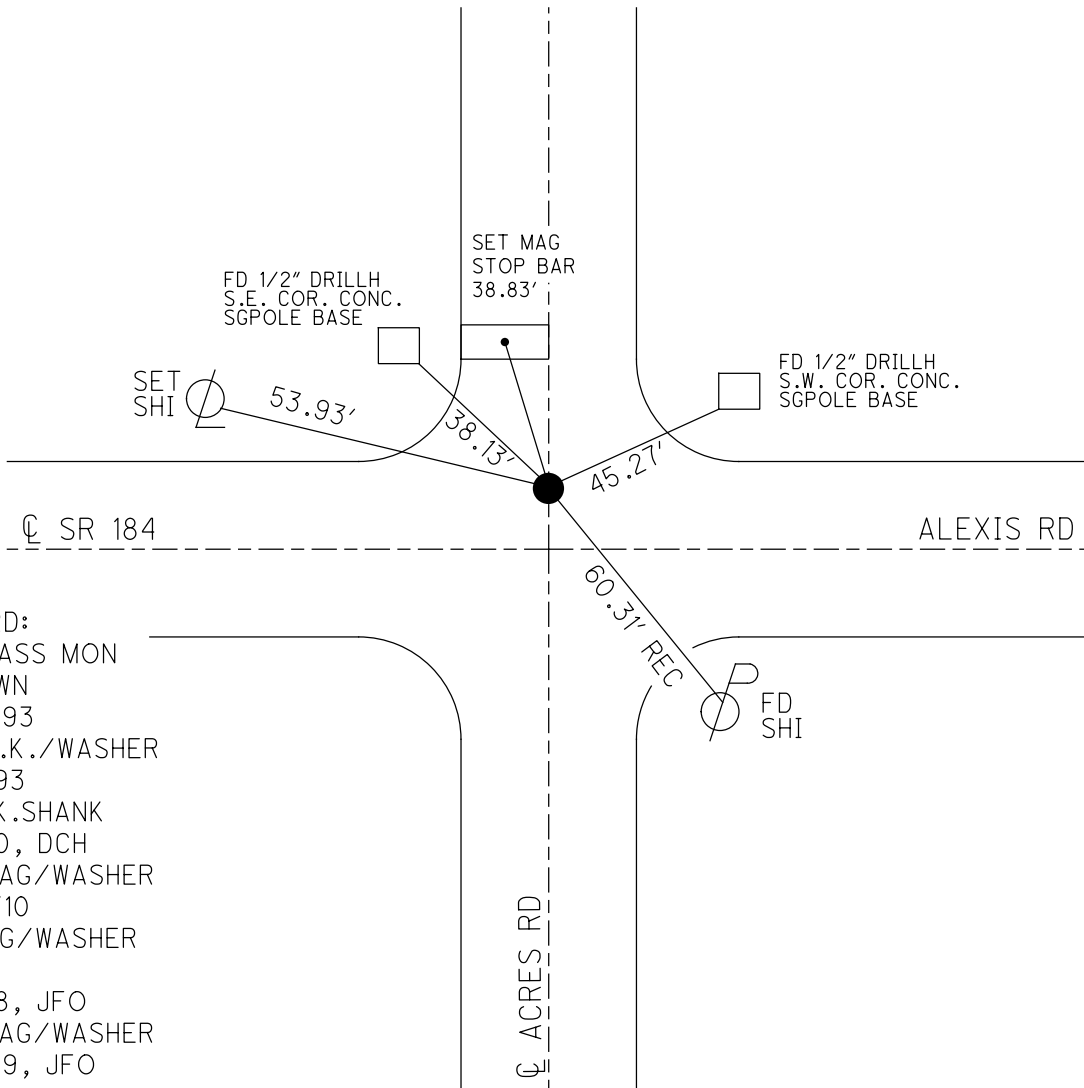 SET MAG
STOP BAR
38.83'
FD 1/2" DRILLH
S.E. COR. CONC.
SGPOLE BASE
FD 1/2" DRILLH
S.W. COR. CONC.
SGPOLE BASE
SET
SHI
53.93'
38.13'
45.27'
℄ SR 184
ALEXIS RD
60.31' REC
FD
SHI
D:
ASS MON
WN
93
.K./WASHER
93
K.SHANK
0, DCH
AG/WASHER
/10
G/WASHER
8, JFO
AG/WASHER
9, JFO
℄ ACRES RD